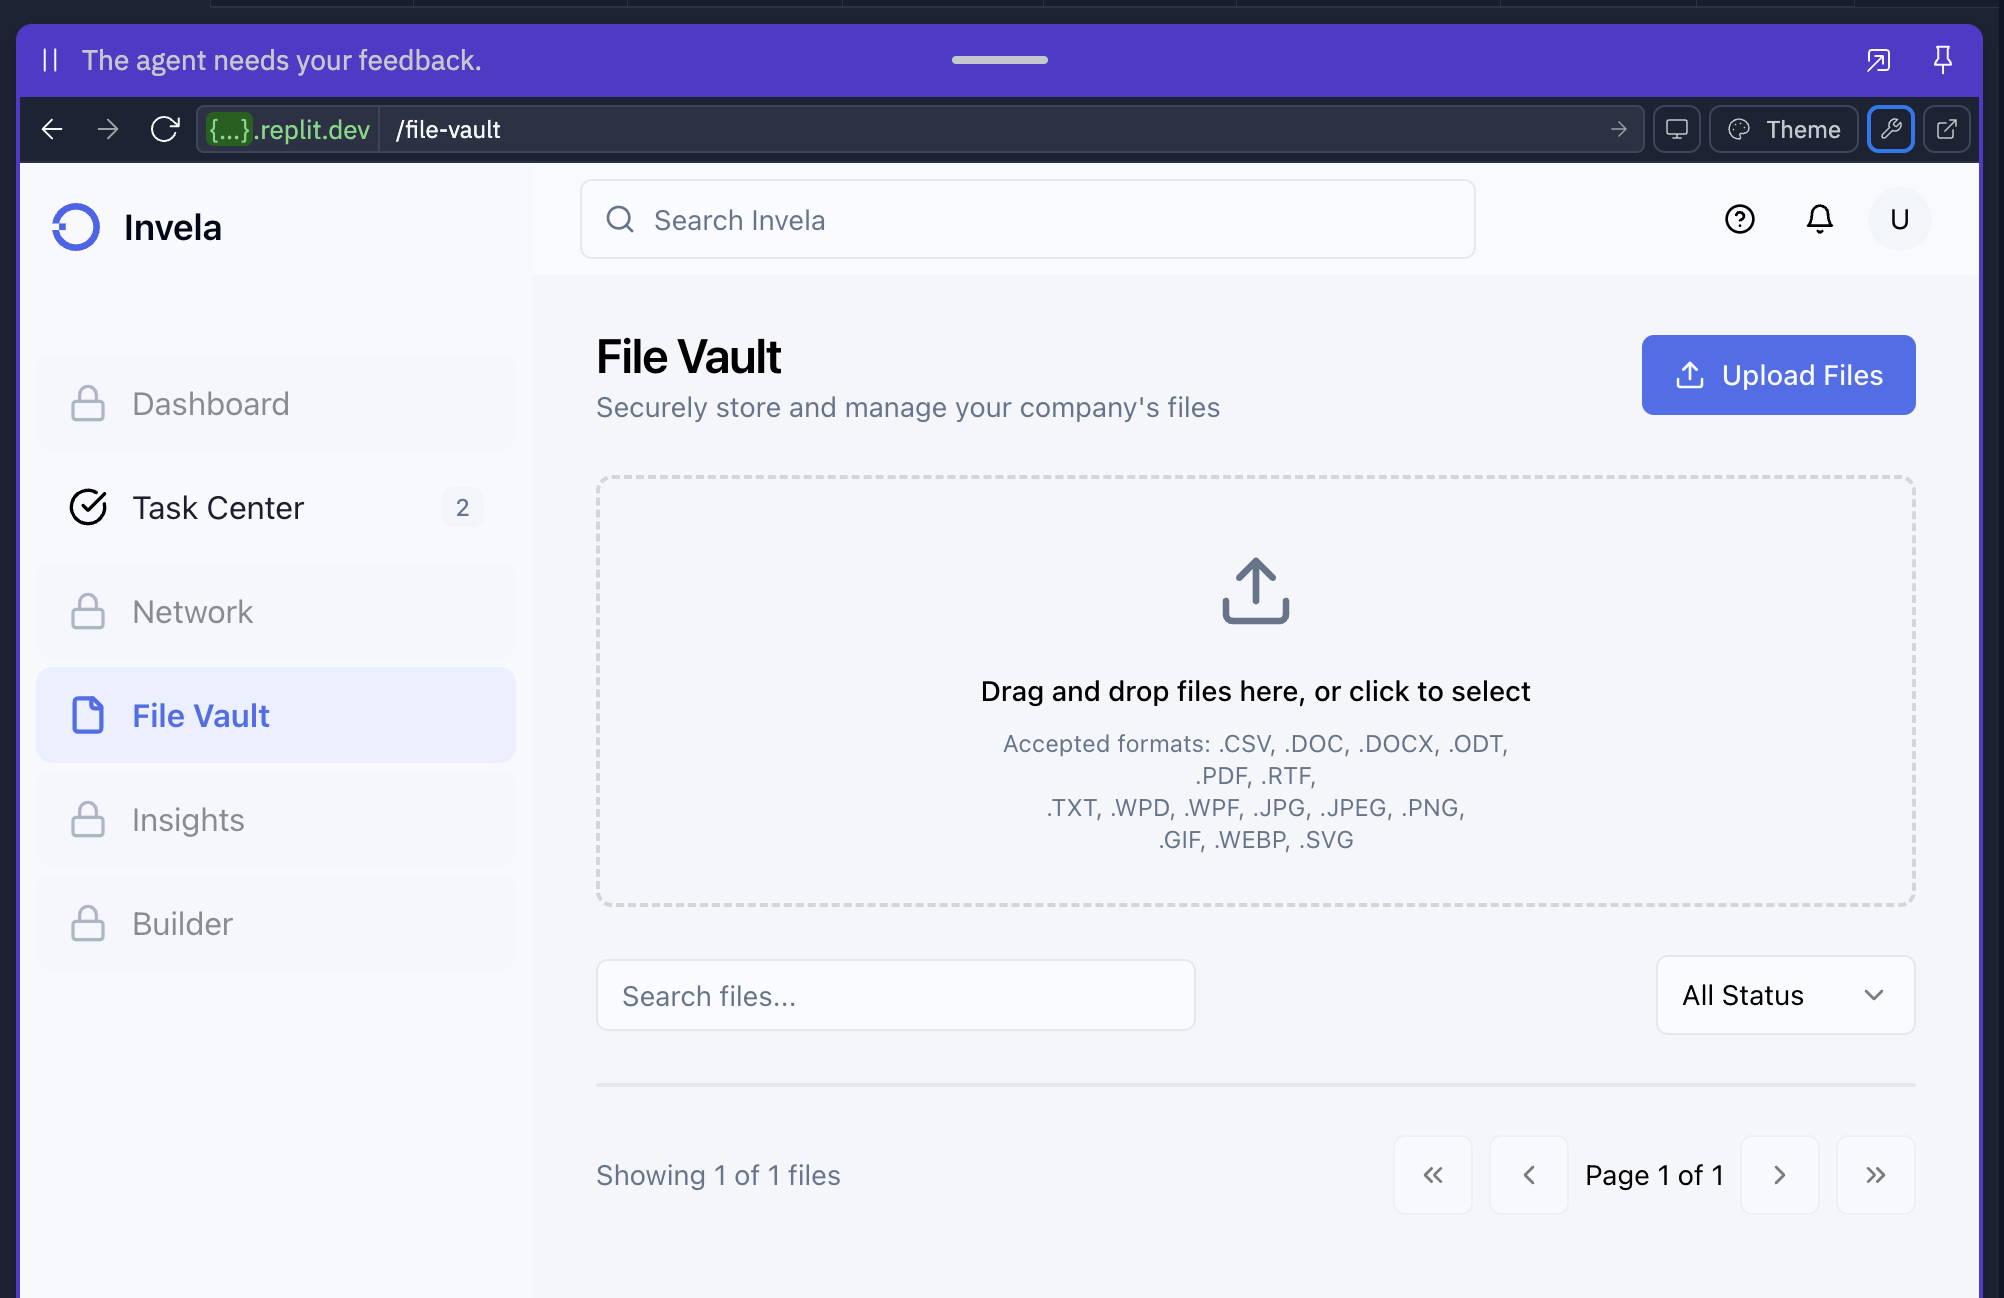 The agent needs your feedback.
{...}.replit.dev /file-vault
Theme
Invela
Search Invela
U
Dashboard
Task Center 2
Network
File Vault
Insights
Builder
File Vault
Securely store and manage your company's files
Upload Files
Drag and drop files here, or click to select
Accepted formats: .CSV, .DOC, .DOCX, .ODT,
.PDF, .RTF,
.TXT, .WPD, .WPF, .JPG, .JPEG, .PNG,
.GIF, .WEBP, .SVG
Search files...
All Status
Showing 1 of 1 files
Page 1 of 1